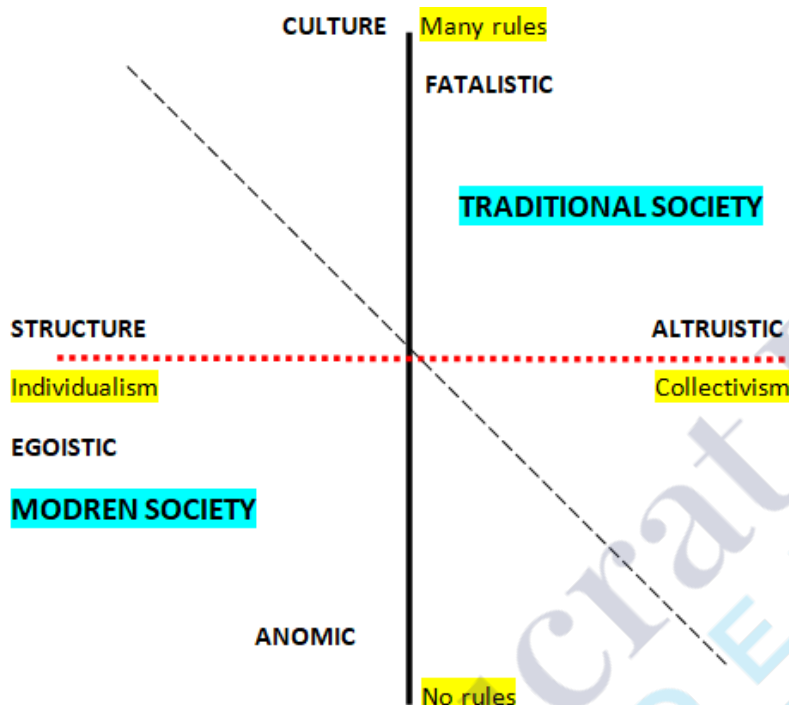 CULTURE Many rules
FATALISTIC
TRADITIONAL SOCIETY
STRUCTURE ALTRUISTIC
Individualism Collectivism
EGOISTIC
MODREN SOCIETY
ANOMIC
No rules